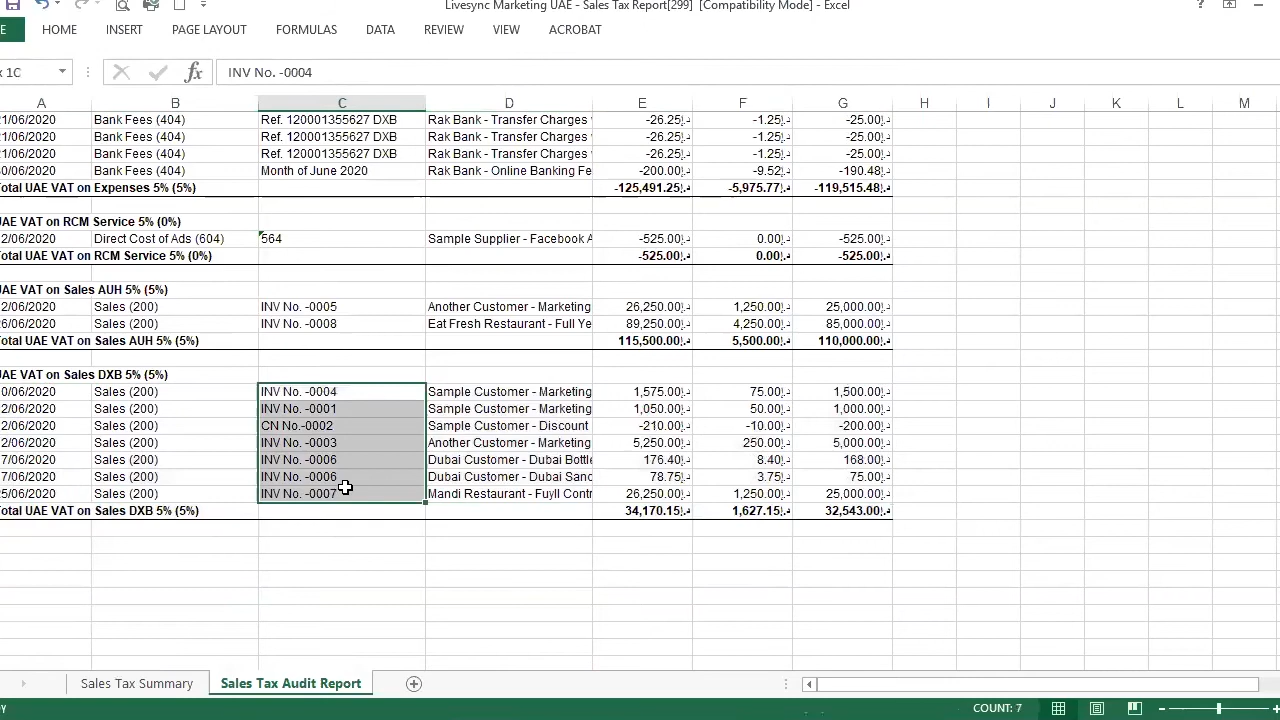 Livesync Marketing UAE - Sales Tax Report[299] [Compatibility Mode] - Excel
?
E HOME INSERT PAGE LAYOUT FORMULAS DATA REVIEW VIEW ACROBAT
x 1C fx INV No. -0004
A B C D E F G H I J K L M
1/06/2020 Bank Fees (404) Ref. 120001355627 DXB Rak Bank - Transfer Charges -26.25 -1.25 -25.00
1/06/2020 Bank Fees (404) Ref. 120001355627 DXB Rak Bank - Transfer Charges -26.25 -1.25 -25.00
1/06/2020 Bank Fees (404) Ref. 120001355627 DXB Rak Bank - Transfer Charges -26.25 -1.25 -25.00
0/06/2020 Bank Fees (404) Month of June 2020 Rak Bank - Online Banking Fe -200.00 -9.52 -190.48
otal UAE VAT on Expenses 5% (5%) -125,491.25 -5,975.77 -119,515.48
AE VAT on RCM Service 5% (0%)
2/06/2020 Direct Cost of Ads (604) 564 Sample Supplier - Facebook A -525.00 0.00 -525.00
otal UAE VAT on RCM Service 5% (0%) -525.00 0.00 -525.00
AE VAT on Sales AUH 5% (5%)
2/06/2020 Sales (200) INV No. -0005 Another Customer - Marketing 26,250.00 1,250.00 25,000.00
6/06/2020 Sales (200) INV No. -0008 Eat Fresh Restaurant - Full Ye 89,250.00 4,250.00 85,000.00
otal UAE VAT on Sales AUH 5% (5%) 115,500.00 5,500.00 110,000.00
AE VAT on Sales DXB 5% (5%)
0/06/2020 Sales (200) INV No. -0004 Sample Customer - Marketing 1,575.00 75.00 1,500.00
2/06/2020 Sales (200) INV No. -0001 Sample Customer - Marketing 1,050.00 50.00 1,000.00
2/06/2020 Sales (200) CN No.-0002 Sample Customer - Discount -210.00 -10.00 -200.00
2/06/2020 Sales (200) INV No. -0003 Another Customer - Marketing 5,250.00 250.00 5,000.00
7/06/2020 Sales (200) INV No. -0006 Dubai Customer - Dubai Bottle 176.40 8.40 168.00
7/06/2020 Sales (200) INV No. -0006 Dubai Customer - Dubai Sand 78.75 3.75 75.00
25/06/2020 Sales (200) INV No. -0007 Mandi Restaurant - Fuyll Contr 26,250.00 1,250.00 25,000.00
otal UAE VAT on Sales DXB 5% (5%) 34,170.15 1,627.15 32,543.00
Sales Tax Summary Sales Tax Audit Report
COUNT: 7